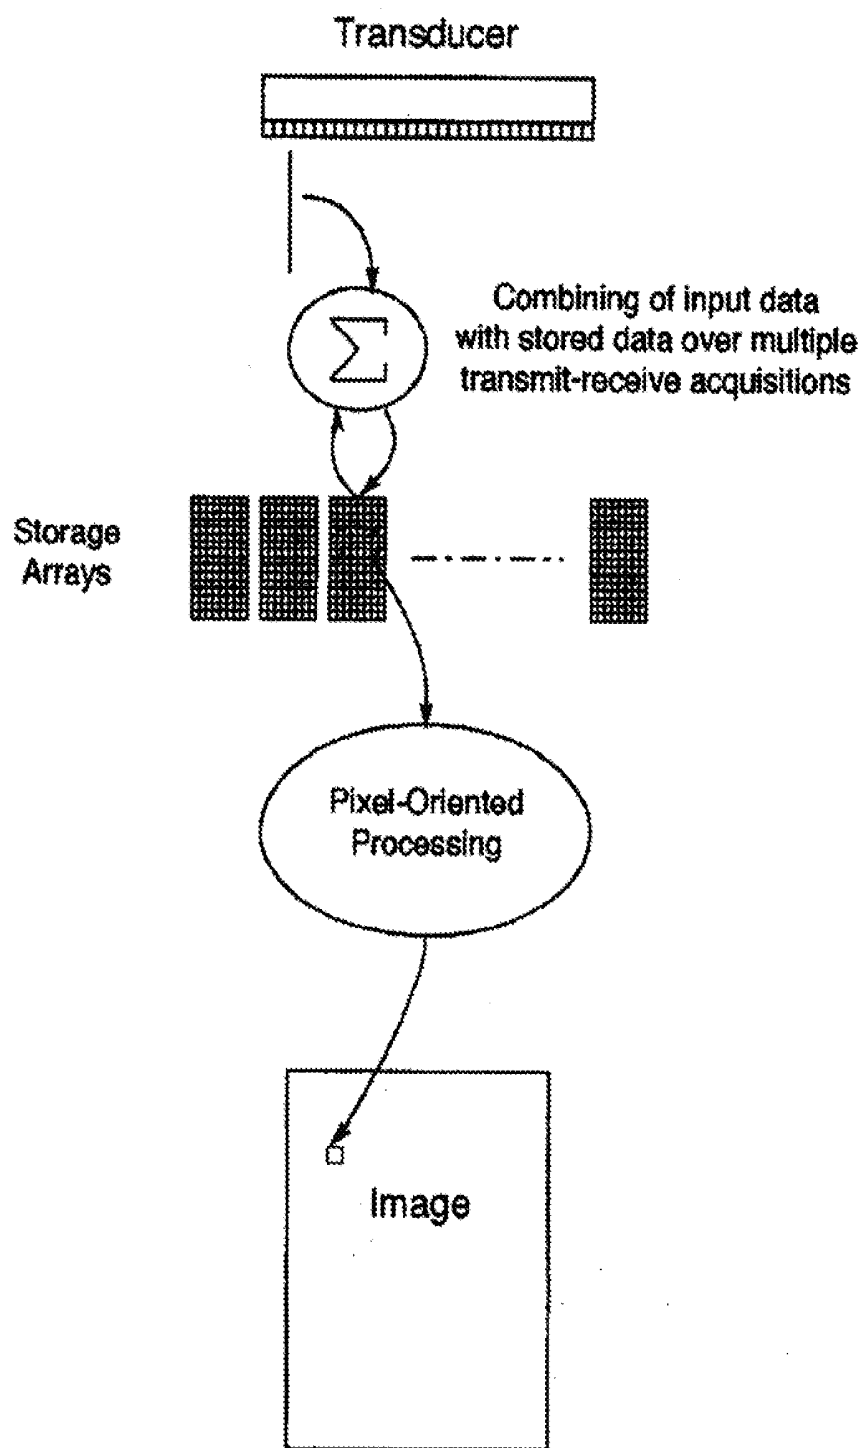 Transducer
Σ
Combining of input data
with stored data over multiple
transmit-receive acquisitions
Storage
Arrays
Pixel-Oriented
Processing
Image